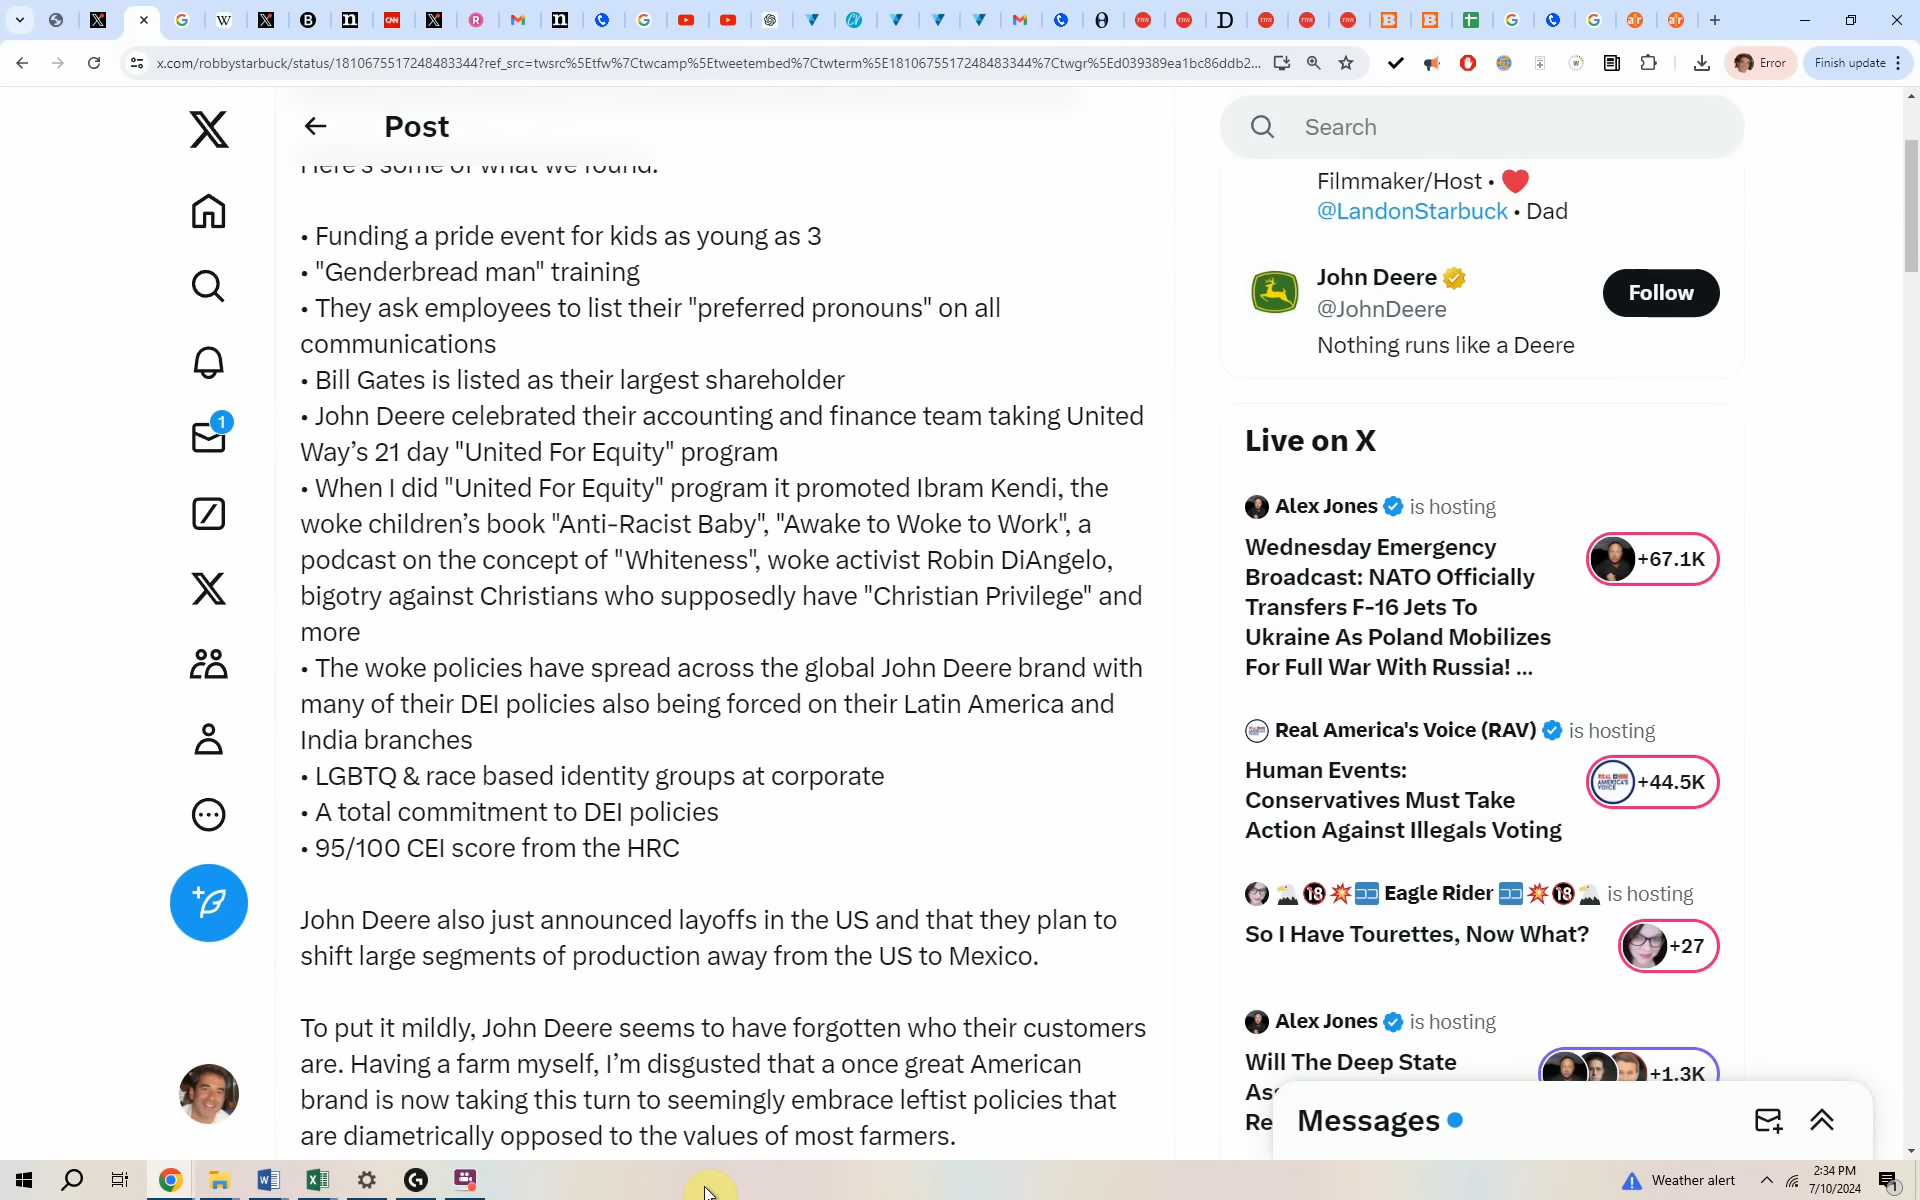 x.com/robbystarbuck/status/1810675517248483344?ref_src=twsrc%5Etfw%7Ctwcamp%5Etweetembed%7Ctwterm%5E1810675517248483344%7Ctwgr%5Ed039389ea1bc86ddb2...
Error
Finish update
Post
Search
Here's some of what we found:
• Funding a pride event for kids as young as 3
• "Genderbread man" training
• They ask employees to list their "preferred pronouns" on all
communications
• Bill Gates is listed as their largest shareholder
• John Deere celebrated their accounting and finance team taking United
Way’s 21 day "United For Equity" program
• When I did "United For Equity" program it promoted Ibram Kendi, the
woke children’s book "Anti-Racist Baby", "Awake to Woke to Work", a
podcast on the concept of "Whiteness", woke activist Robin DiAngelo,
bigotry against Christians who supposedly have "Christian Privilege" and
more
• The woke policies have spread across the global John Deere brand with
many of their DEI policies also being forced on their Latin America and
India branches
• LGBTQ & race based identity groups at corporate
• A total commitment to DEI policies
• 95/100 CEI score from the HRC
John Deere also just announced layoffs in the US and that they plan to
shift large segments of production away from the US to Mexico.
To put it mildly, John Deere seems to have forgotten who their customers
are. Having a farm myself, I’m disgusted that a once great American
brand is now taking this turn to seemingly embrace leftist policies that
are diametrically opposed to the values of most farmers.
1
Filmmaker/Host • ❤️
@LandonStarbuck • Dad
John Deere
@JohnDeere
Follow
Nothing runs like a Deere
Live on X
Alex Jones is hosting
Wednesday Emergency
Broadcast: NATO Officially
Transfers F-16 Jets To
Ukraine As Poland Mobilizes
For Full War With Russia! ...
+67.1K
Real America's Voice (RAV) is hosting
Human Events:
Conservatives Must Take
Action Against Illegals Voting
+44.5K
Eagle Rider is hosting
So I Have Tourettes, Now What?
+27
Alex Jones is hosting
Will The Deep State
+1.3K
Ass
Re
Messages
Weather alert
2:34 PM
7/10/2024
1